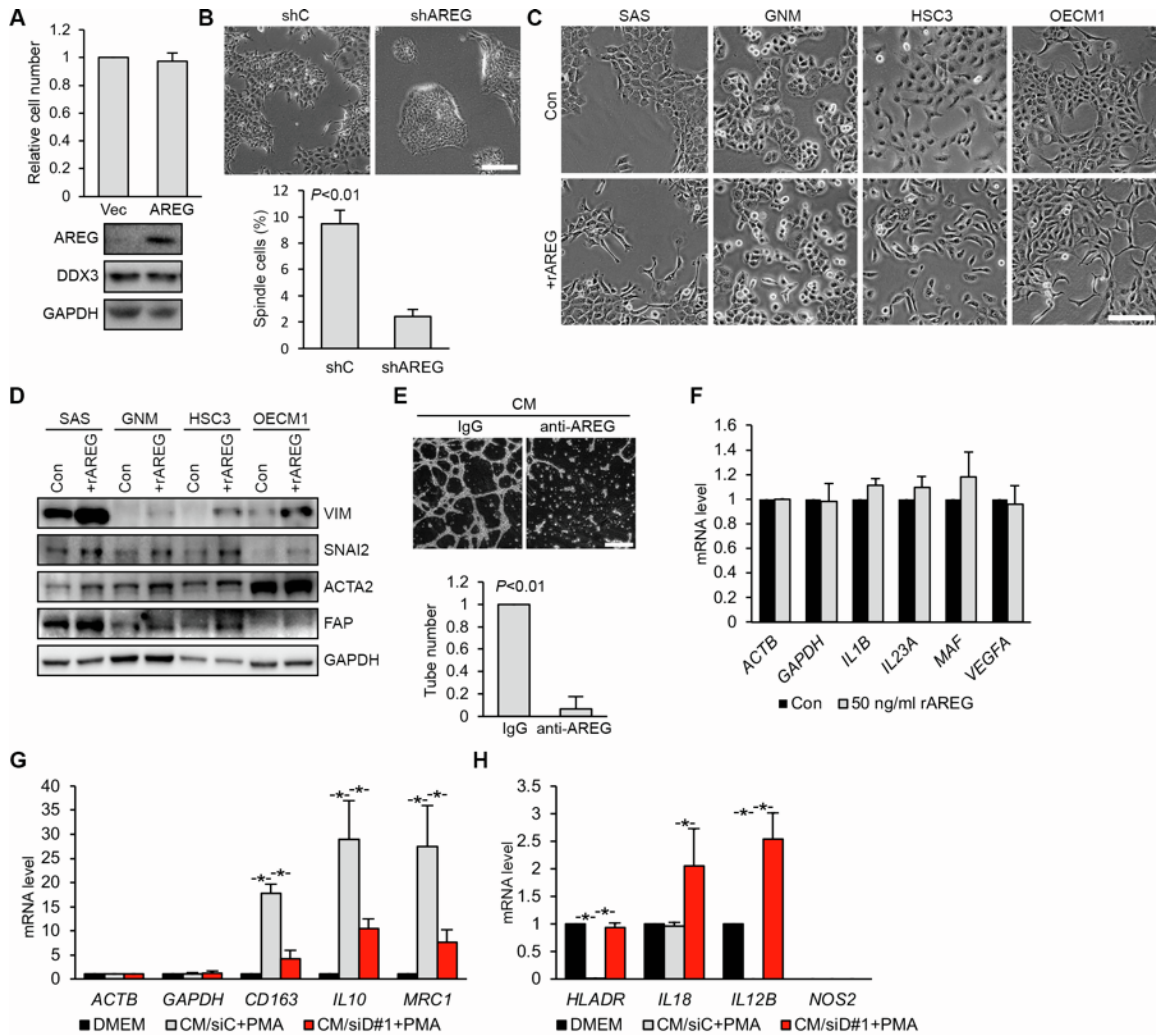 A
Relative cell number
1.2
1
0.8
0.6
0.4
0.2
0
Vec AREG
AREG
DDX3
GAPDH
B
shC shAREG
Spindle cells (%)
12
10
8
6
4
2
0
P<0.01
shC shAREG
C
SAS GNM HSC3 OECM1
Con
+rAREG
D
SAS GNM HSC3 OECM1
Con +rAREG Con +rAREG Con +rAREG Con +rAREG
VIM
SNAI2
ACTA2
FAP
GAPDH
E
CM
IgG anti-AREG
Tube number
1.2
1
0.8
0.6
0.4
0.2
0
P<0.01
IgG anti-AREG
F
mRNA level
1.6
1.4
1.2
1
0.8
0.6
0.4
0.2
0
ACTB GAPDH IL1B IL23A MAF VEGFA
Con 50 ng/ml rAREG
G
mRNA level
40
35
30
25
20
15
10
5
0
-*- -*- -*- -*- -*- -*-
ACTB GAPDH CD163 IL10 MRC1
DMEM CM/siC+PMA CM/siD#1+PMA
H
mRNA level
3.5
3
2.5
2
1.5
1
0.5
0
-*- -*- -*- -*- -*-
HLADR IL18 IL12B NOS2
DMEM CM/siC+PMA CM/siD#1+PMA